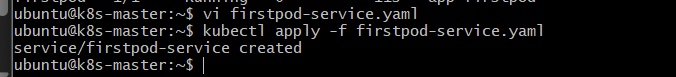 ubuntu@k8s-master:~$ vi firstpod-service.yaml
ubuntu@k8s-master:~$ kubectl apply -f firstpod-service.yaml
service/firstpod-service created
ubuntu@k8s-master:~$